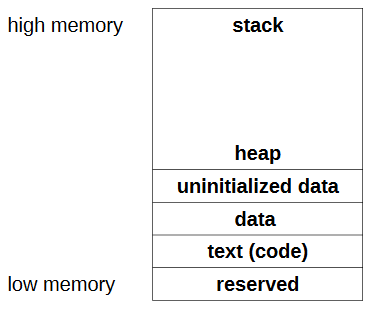 high memory stack
heap
uninitialized data
data
text (code)
low memory reserved